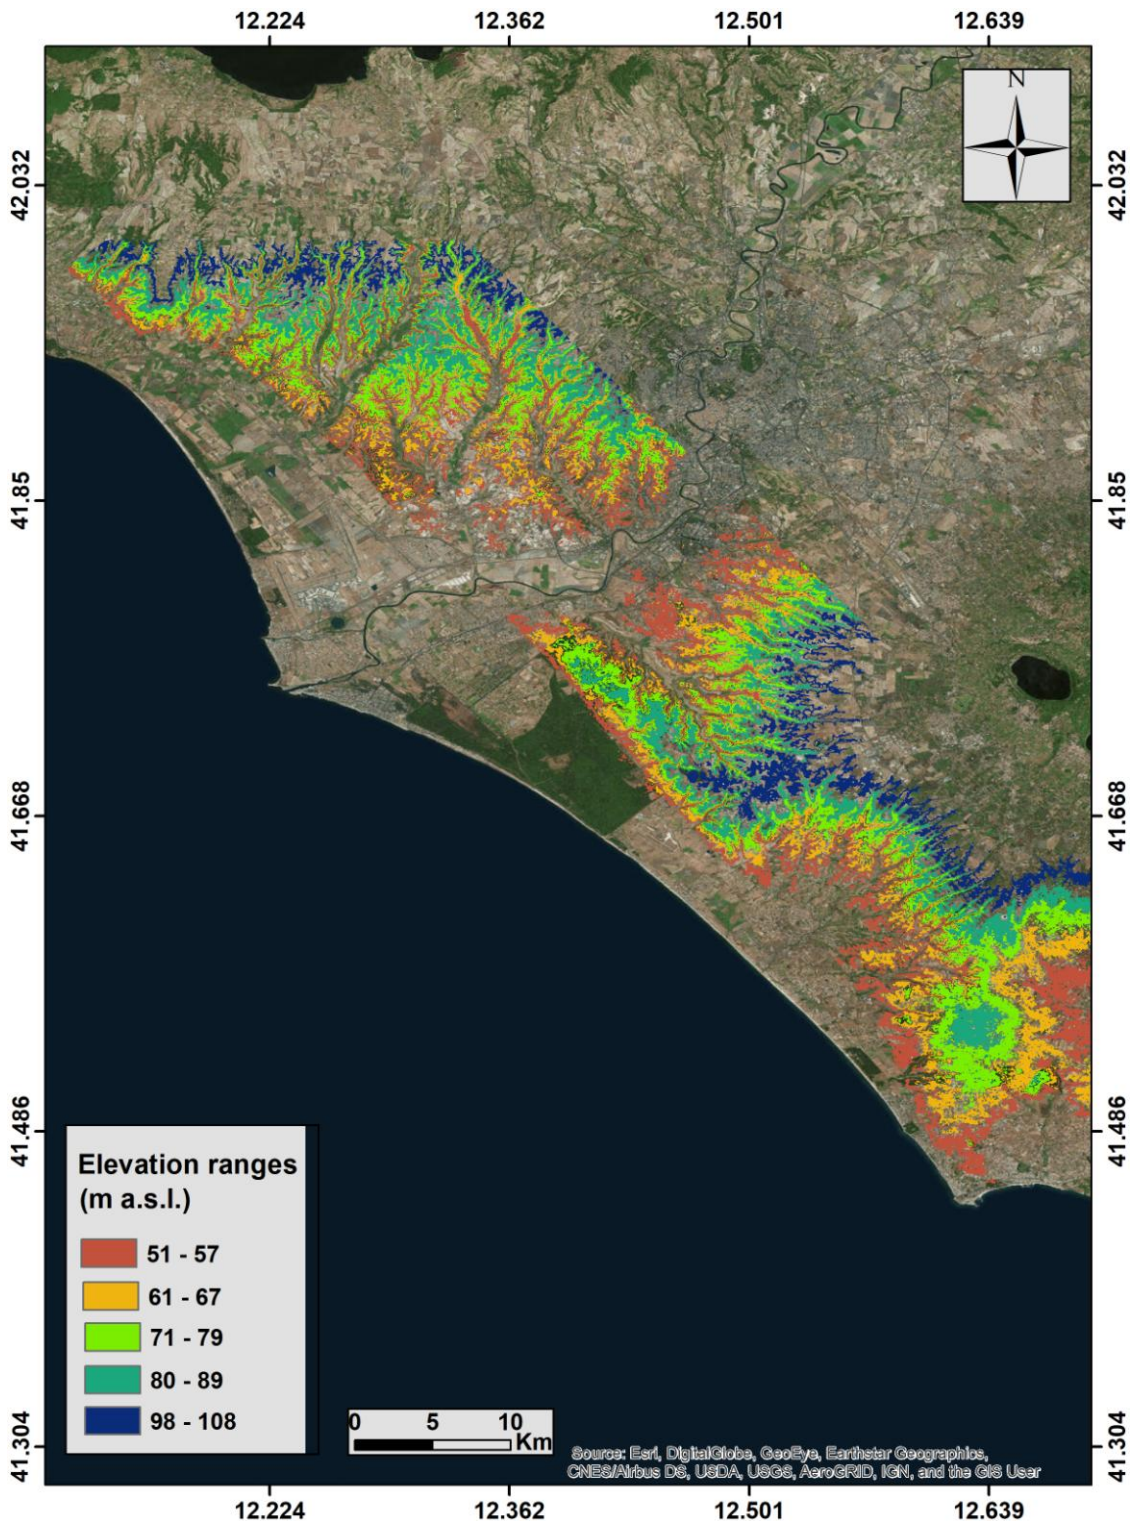 12.224 12.362 12.501 12.639
N
42.032 42.032
41.85 41.85
41.668 41.668
41.486 41.486
Elevation ranges
(m a.s.l.)
51 - 57
61 - 67
71 - 79
80 - 89
98 - 108
0 5 10
Km
41.304 41.304
Source: Esri, DigitalGlobe, GeoEye, Earthstar Geographics,
CNES/Airbus DS, USDA, USGS, AeroGRID, IGN, and the GIS User
12.224 12.362 12.501 12.639